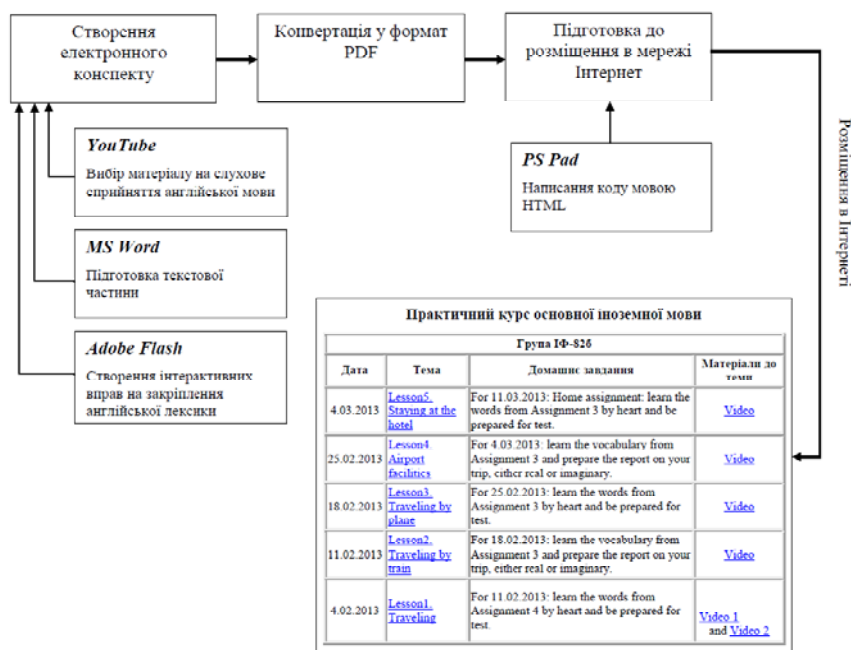 Створення
електронного
конспекту
Конвертація у формат
PDF
Підготовка до
розміщення в мережі
Інтернет
YouTube
Вибір матеріалу на слухове
сприйняття англійської мови
MS Word
Підготовка текстової
частини
Adobe Flash
Створення інтерактивних
вправ на закріплення
англійської лексики
PS Pad
Написання коду мовою
HTML
Розміщення в Інтернеті
Практичний курс основної іноземної мови
Група ІФ-82б
Дата Тема Домашнє завдання Матеріали до
теми
4.03.2013
Lesson5.
Staying at the
hotel
For 11.03.2013: Home assignment: learn the
words from Assignment 3 by heart and be
prepared for test.
Video
25.02.2013
Lesson4.
Airport
facilities
For 4.03.2013: learn the vocabulary from
Assignment 3 and prepare the report on your
trip, either real or imaginary.
Video
18.02.2013
Lesson3.
Traveling by
plane
For 25.02.2013: learn the words from
Assignment 3 by heart and be prepared for
test.
Video
11.02.2013
Lesson2.
Traveling by
train
For 18.02.2013: learn the vocabulary from
Assignment 3 and prepare the report on your
trip, either real or imaginary.
Video
4.02.2013
Lesson1.
Traveling
For 11.02.2013: learn the words from
Assignment 4 by heart and be prepared for
test.
Video 1
and Video 2